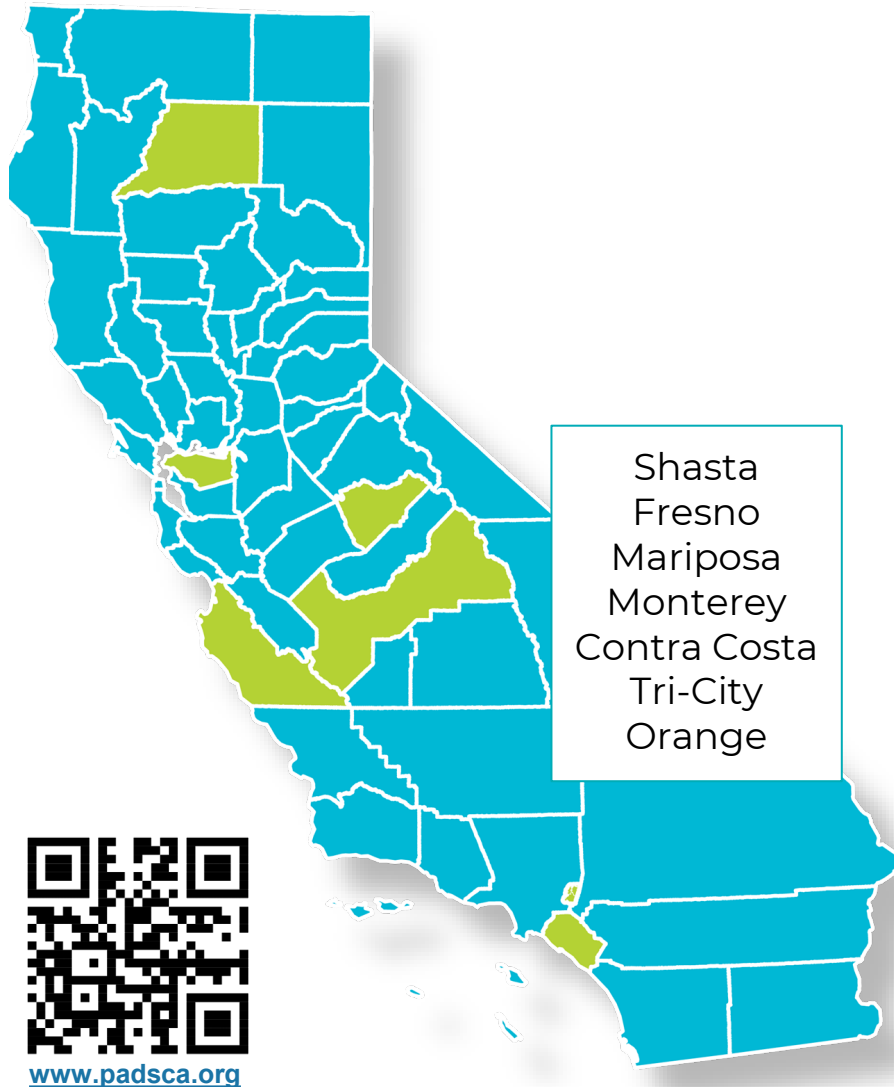 Shasta
Fresno
Mariposa
Monterey
Contra Costa
Tri-City
Orange
www.padsca.org